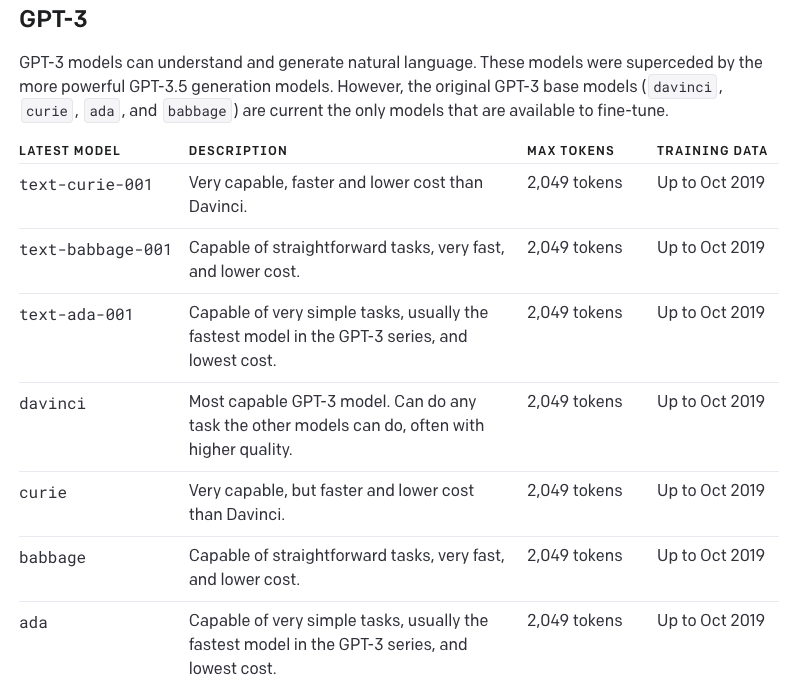 GPT-3
GPT-3 models can understand and generate natural language. These models were superceded by the
more powerful GPT-3.5 generation models. However, the original GPT-3 base models ( davinci ,
curie , ada , and babbage ) are current the only models that are available to fine-tune.
LATEST MODEL DESCRIPTION MAX TOKENS TRAINING DATA
text-curie-001 Very capable, faster and lower cost than 2,049 tokens Up to Oct 2019
Davinci.
text-babbage-001 Capable of straightforward tasks, very fast, 2,049 tokens Up to Oct 2019
and lower cost.
text-ada-001 Capable of very simple tasks, usually the 2,049 tokens Up to Oct 2019
fastest model in the GPT-3 series, and
lowest cost.
davinci Most capable GPT-3 model. Can do any 2,049 tokens Up to Oct 2019
task the other models can do, often with
higher quality.
curie Very capable, but faster and lower cost 2,049 tokens Up to Oct 2019
than Davinci.
babbage Capable of straightforward tasks, very fast, 2,049 tokens Up to Oct 2019
and lower cost.
ada Capable of very simple tasks, usually the 2,049 tokens Up to Oct 2019
fastest model in the GPT-3 series, and
lowest cost.